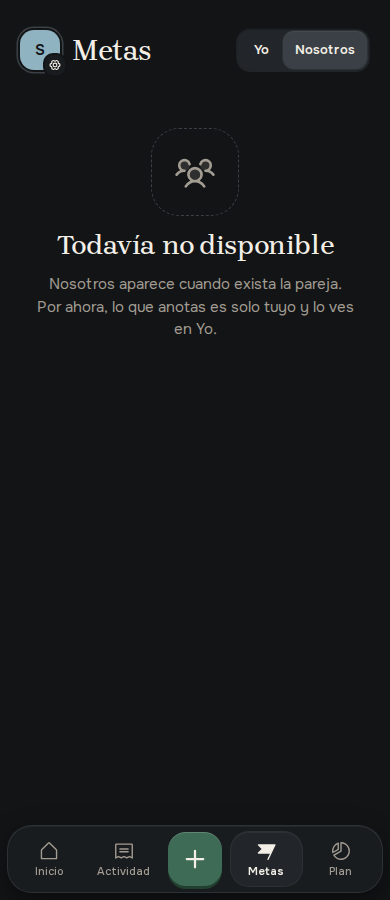 S
Metas
Yo
Nosotros
Todavía no disponible
Nosotros aparece cuando exista la pareja.
Por ahora, lo que anotas es solo tuyo y lo ves
en Yo.
Inicio
Actividad
Metas
Plan